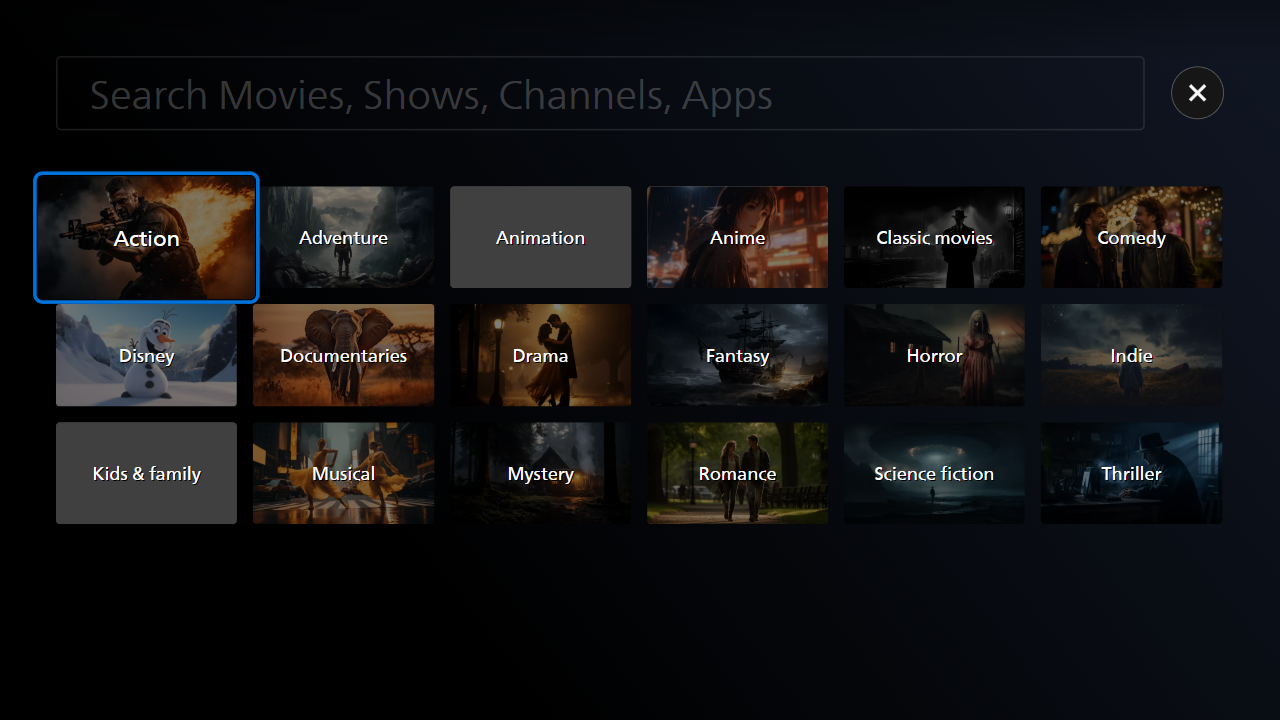 Search Movies, Shows, Channels, Apps
Action
Adventure
Animation
Anime
Classic movies
Comedy
Disney
Documentaries
Drama
Fantasy
Horror
Indie
Kids & family
Musical
Mystery
Romance
Science fiction
Thriller